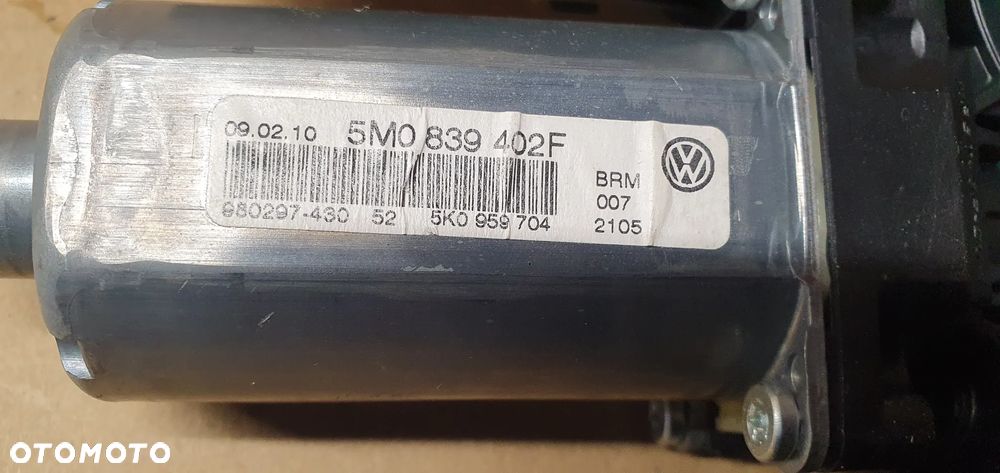 09.02.10 5M0 839 402F
980297-430 52 5K0 959 704
BRM
007
2105
OTOMOTO